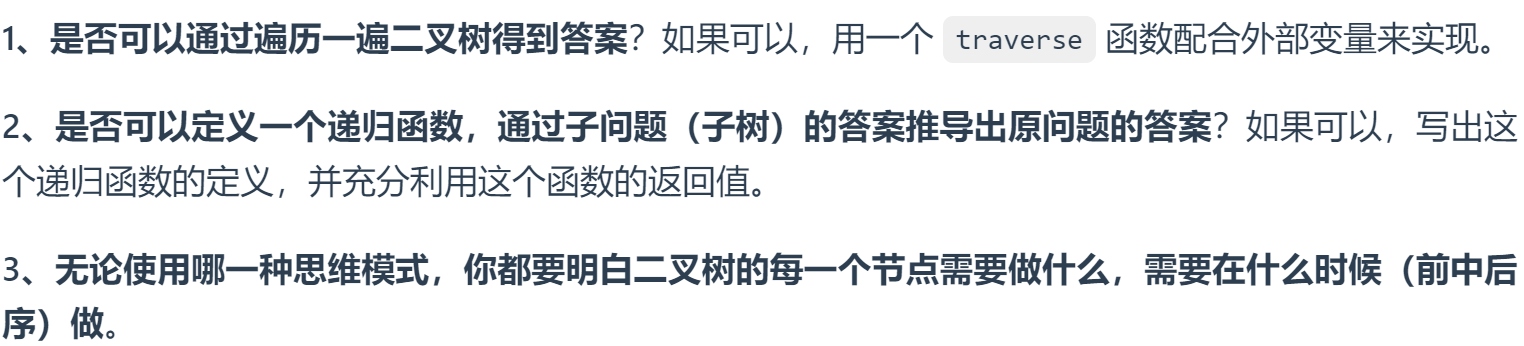 1、是否可以通过遍历一遍二叉树得到答案？如果可以，用一个 traverse 函数配合外部变量来实现。
2、是否可以定义一个递归函数，通过子问题（子树）的答案推导出原问题的答案？如果可以，写出这
个递归函数的定义，并充分利用这个函数的返回值。
3、无论使用哪一种思维模式，你都要明白二叉树的每一个节点需要做什么，需要在什么时候（前中后
序）做。